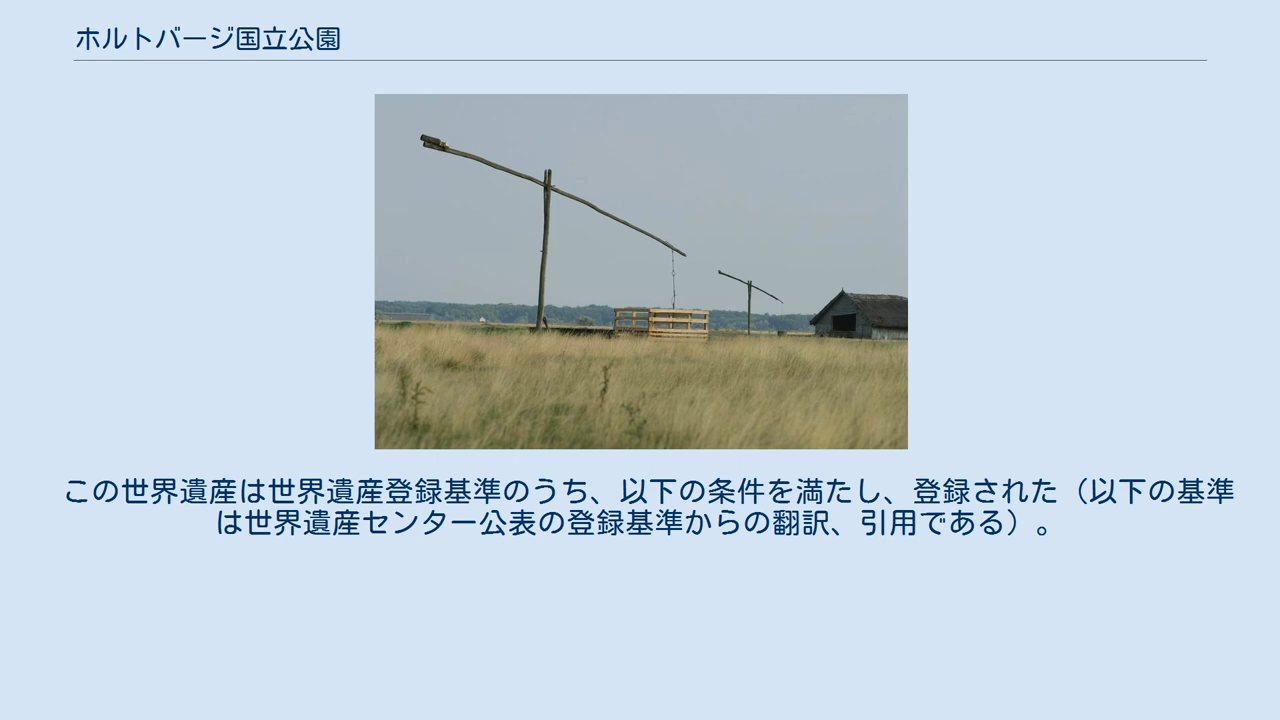 ホルトバージ国立公園
この世界遺産は世界遺産登録基準のうち、以下の条件を満たし、登録された（以下の基準
は世界遺産センター公表の登録基準からの翻訳、引用である）。